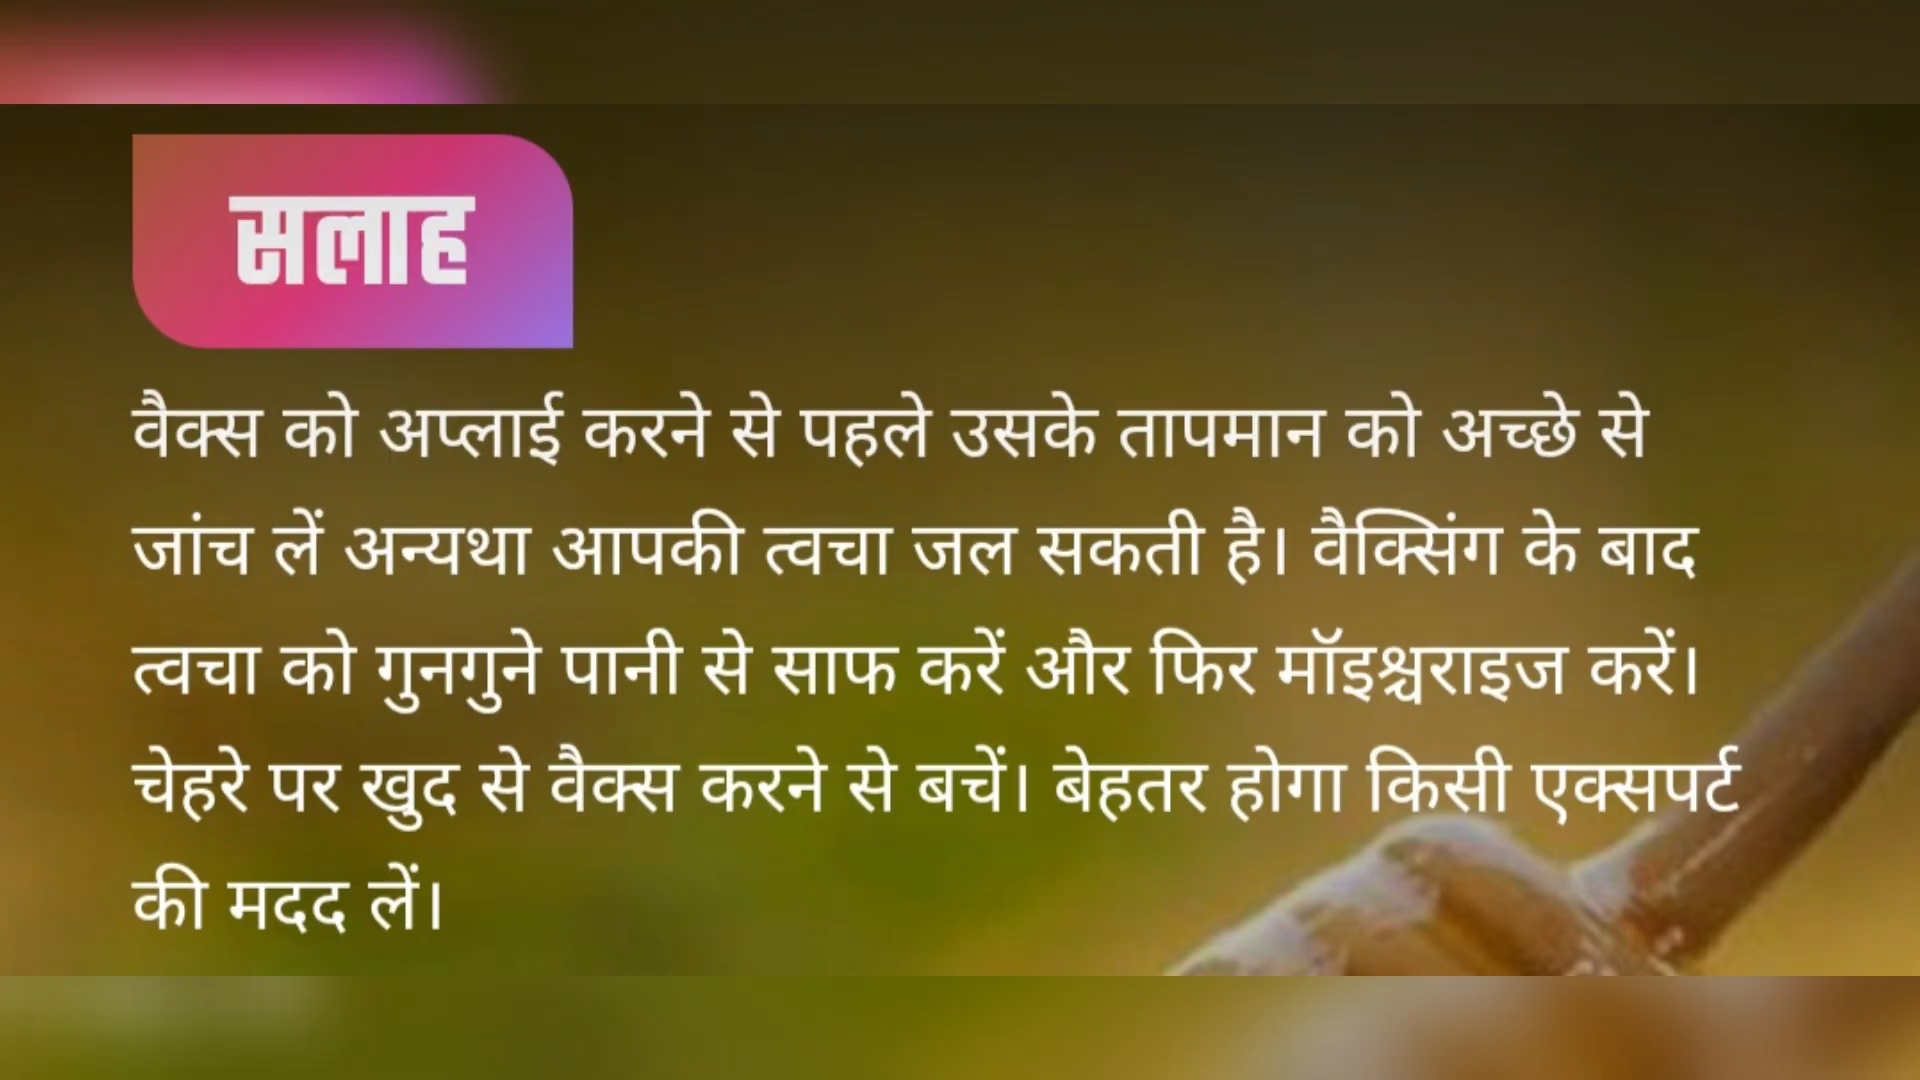 सलाह
वैक्स को अप्लाई करने से पहले उसके तापमान को अच्छे से
जांच लें अन्यथा आपकी त्वचा जल सकती है। वैक्सिंग के बाद
त्वचा को गुनगुने पानी से साफ करें और फिर मॉइश्चराइज करें।
चेहरे पर खुद से वैक्स करने से बचें। बेहतर होगा किसी एक्सपर्ट
की मदद लें।